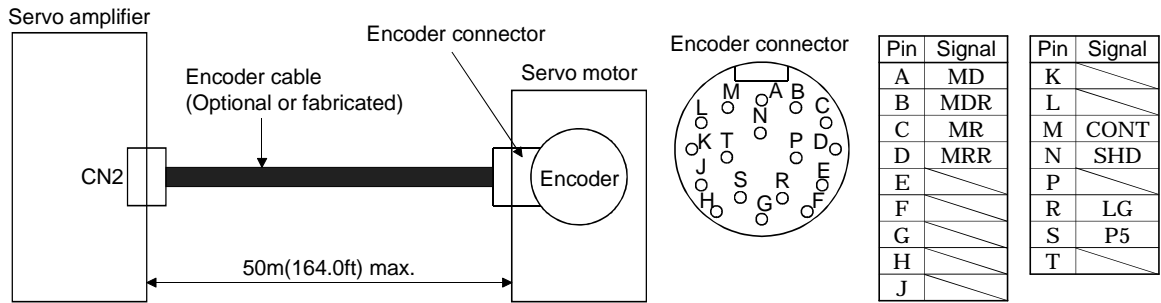 Servo amplifier
Encoder connector
Encoder cable
(Optional or fabricated)
Servo motor
CN2
Encoder
50m(164.0ft) max.
Encoder connector
M A B
L N C
K T P D
J S R E
H G F
Pin Signal
A MD
B MDR
C MR
D MRR
E
F
G
H
J
Pin Signal
K
L
M CONT
N SHD
P
R LG
S P5
T